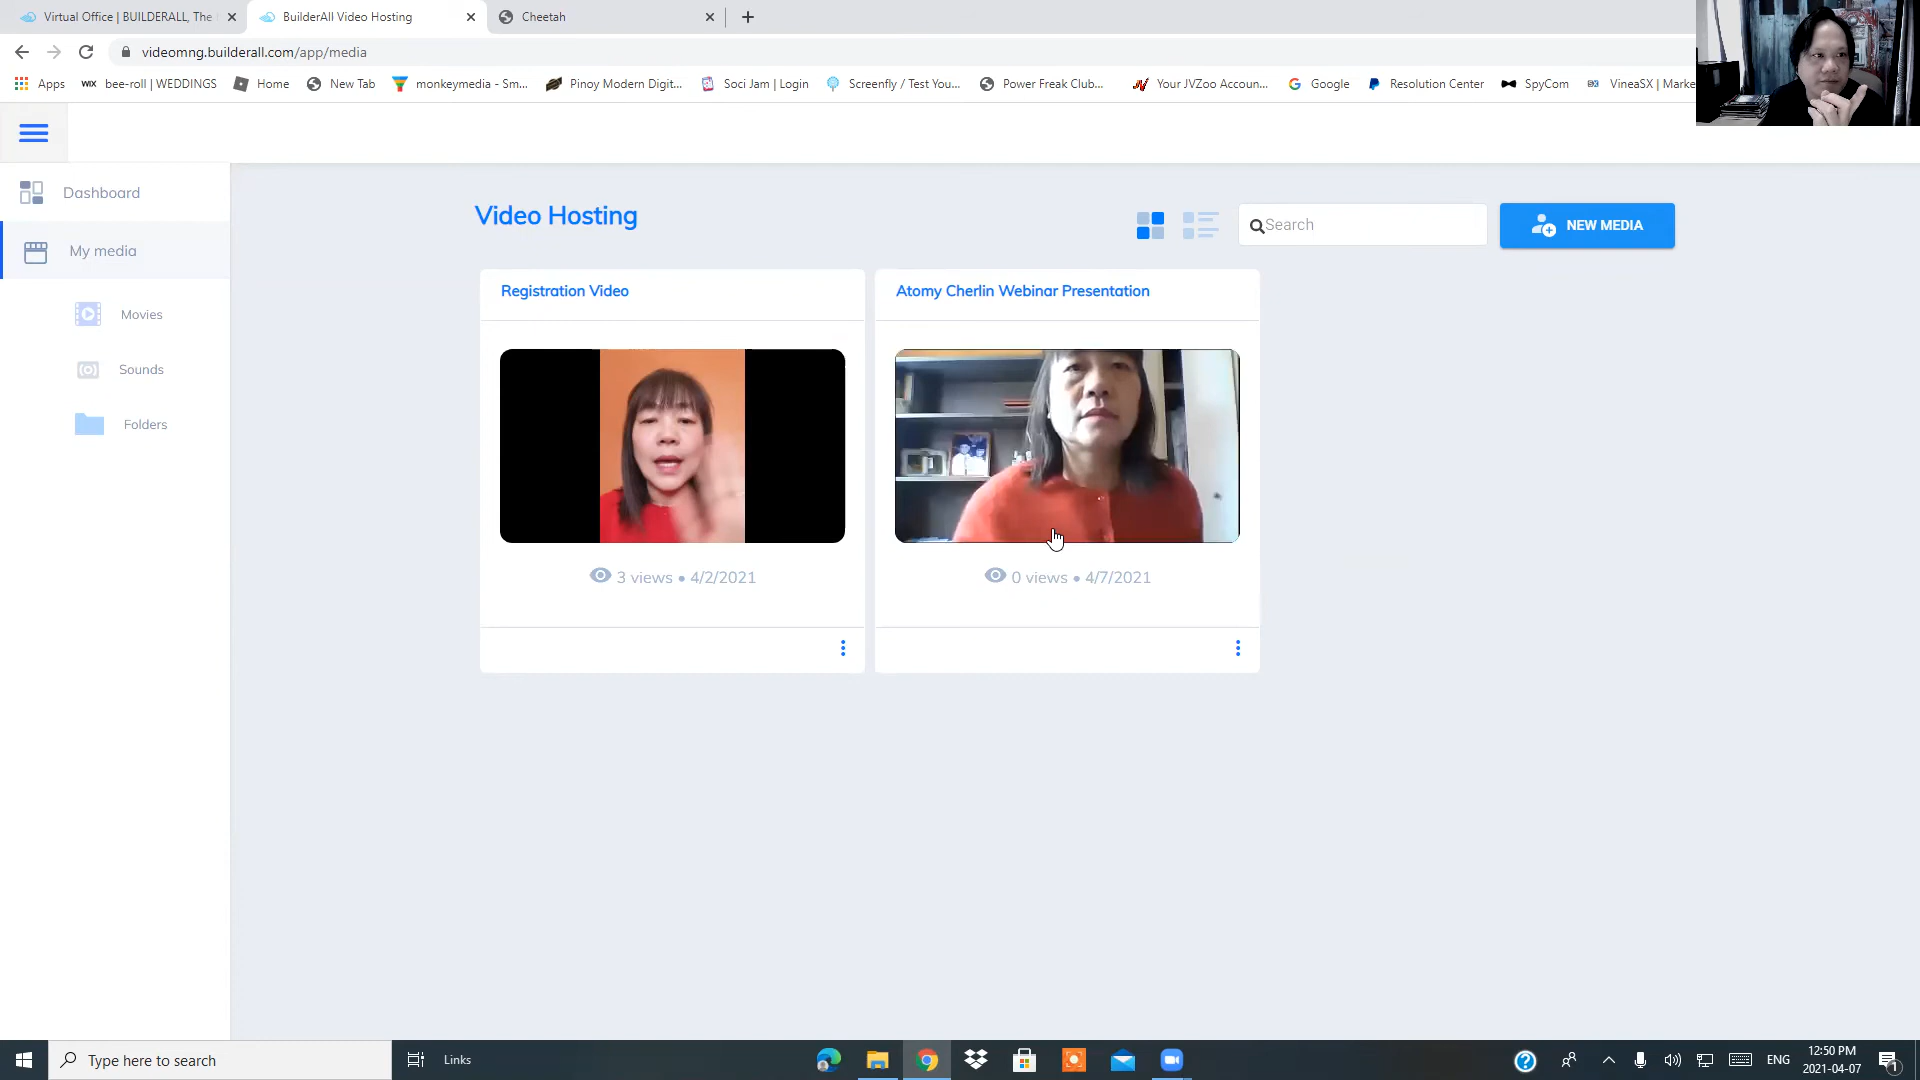 Virtual Office | BUILDERALL, The
BuilderAll Video Hosting
Cheetah
videomng.builderall.com/app/media
Apps
WIX bee-roll | WEDDINGS
Home
New Tab
monkeymedia - Sm...
Pinoy Modern Digit...
Soci Jam | Login
Screenfly / Test You...
Power Freak Club...
Your JVZoo Accoun...
Google
Resolution Center
SpyCom
VineaSX | Marke
Dashboard
My media
Movies
Sounds
Folders
Video Hosting
Search
NEW MEDIA
Registration Video
Atomy Cherlin Webinar Presentation
3 views • 4/2/2021
0 views • 4/7/2021
Type here to search
Links
ENG
12:50 PM
2021-04-07
1